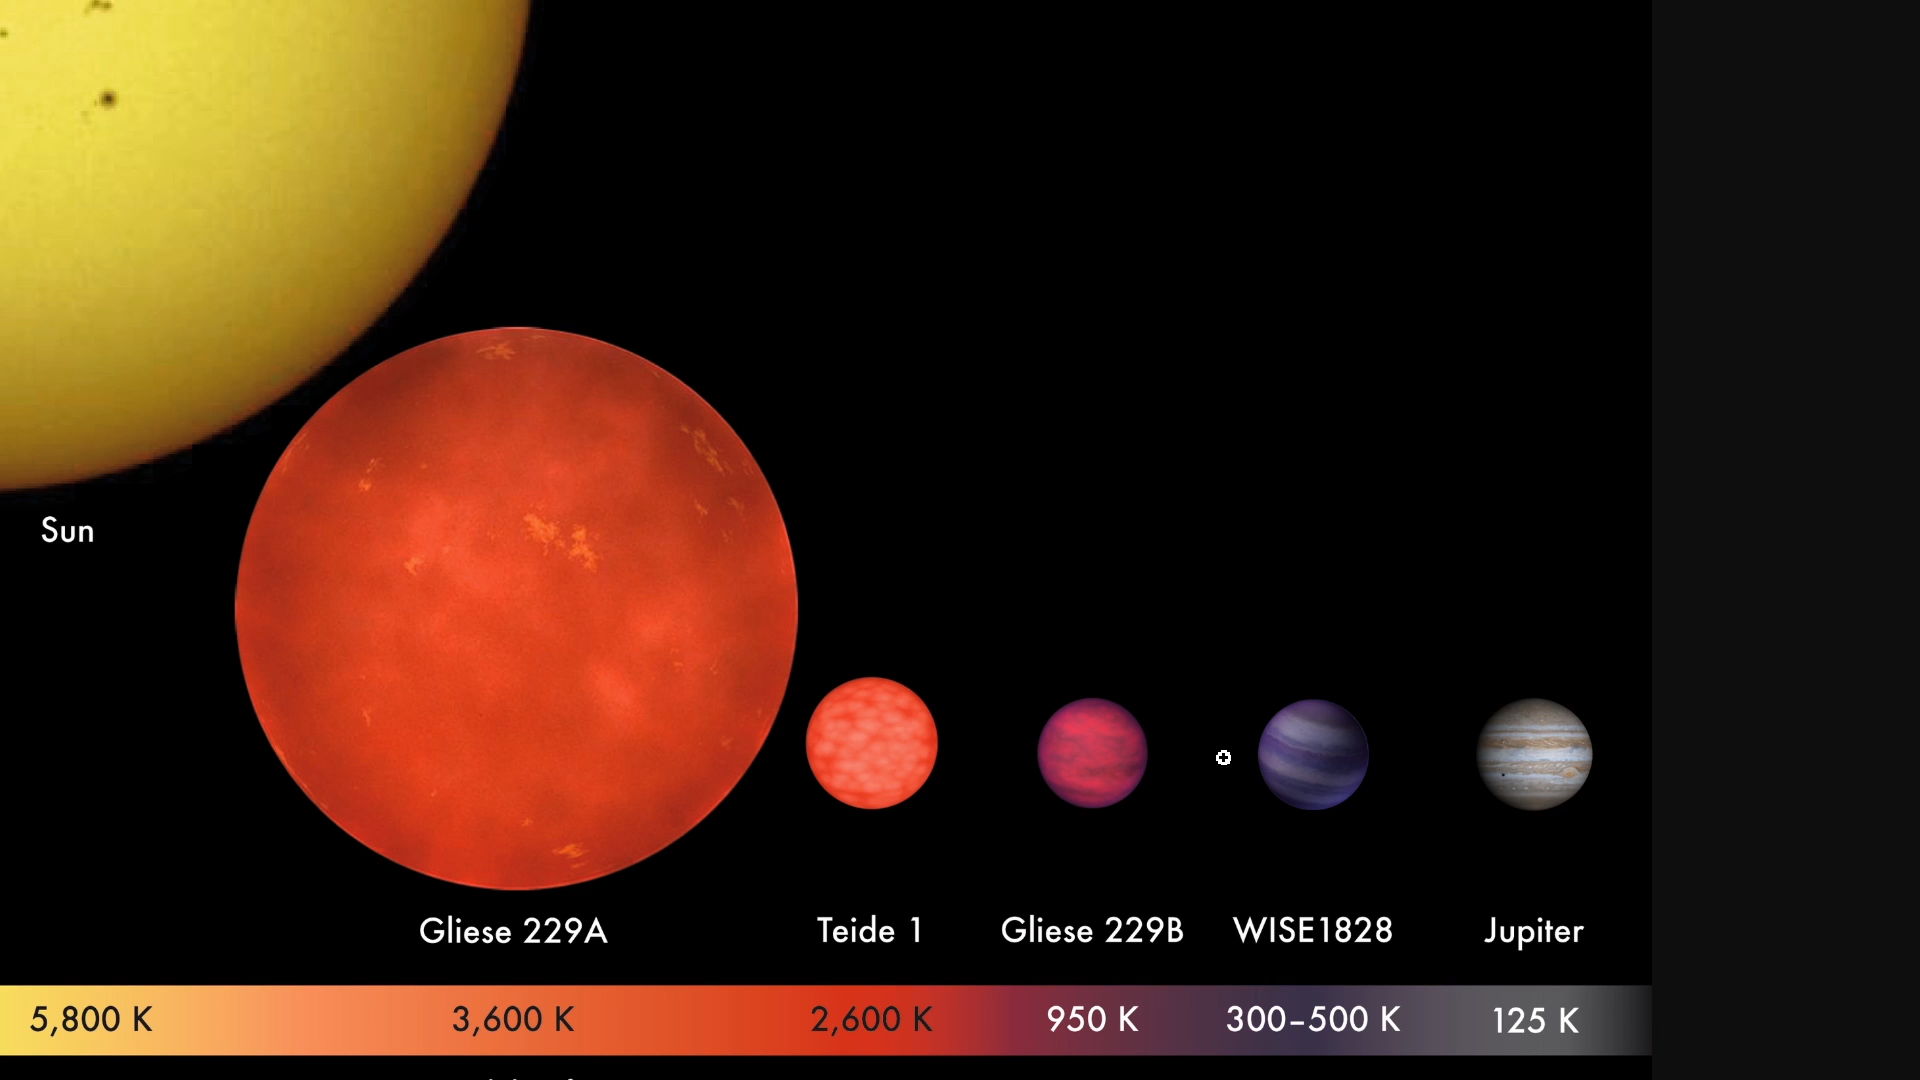 Sun
Gliese 229A
Teide 1
Gliese 229B
WISE1828
Jupiter
5,800 K
3,600 K
2,600 K
950 K
300–500 K
125 K